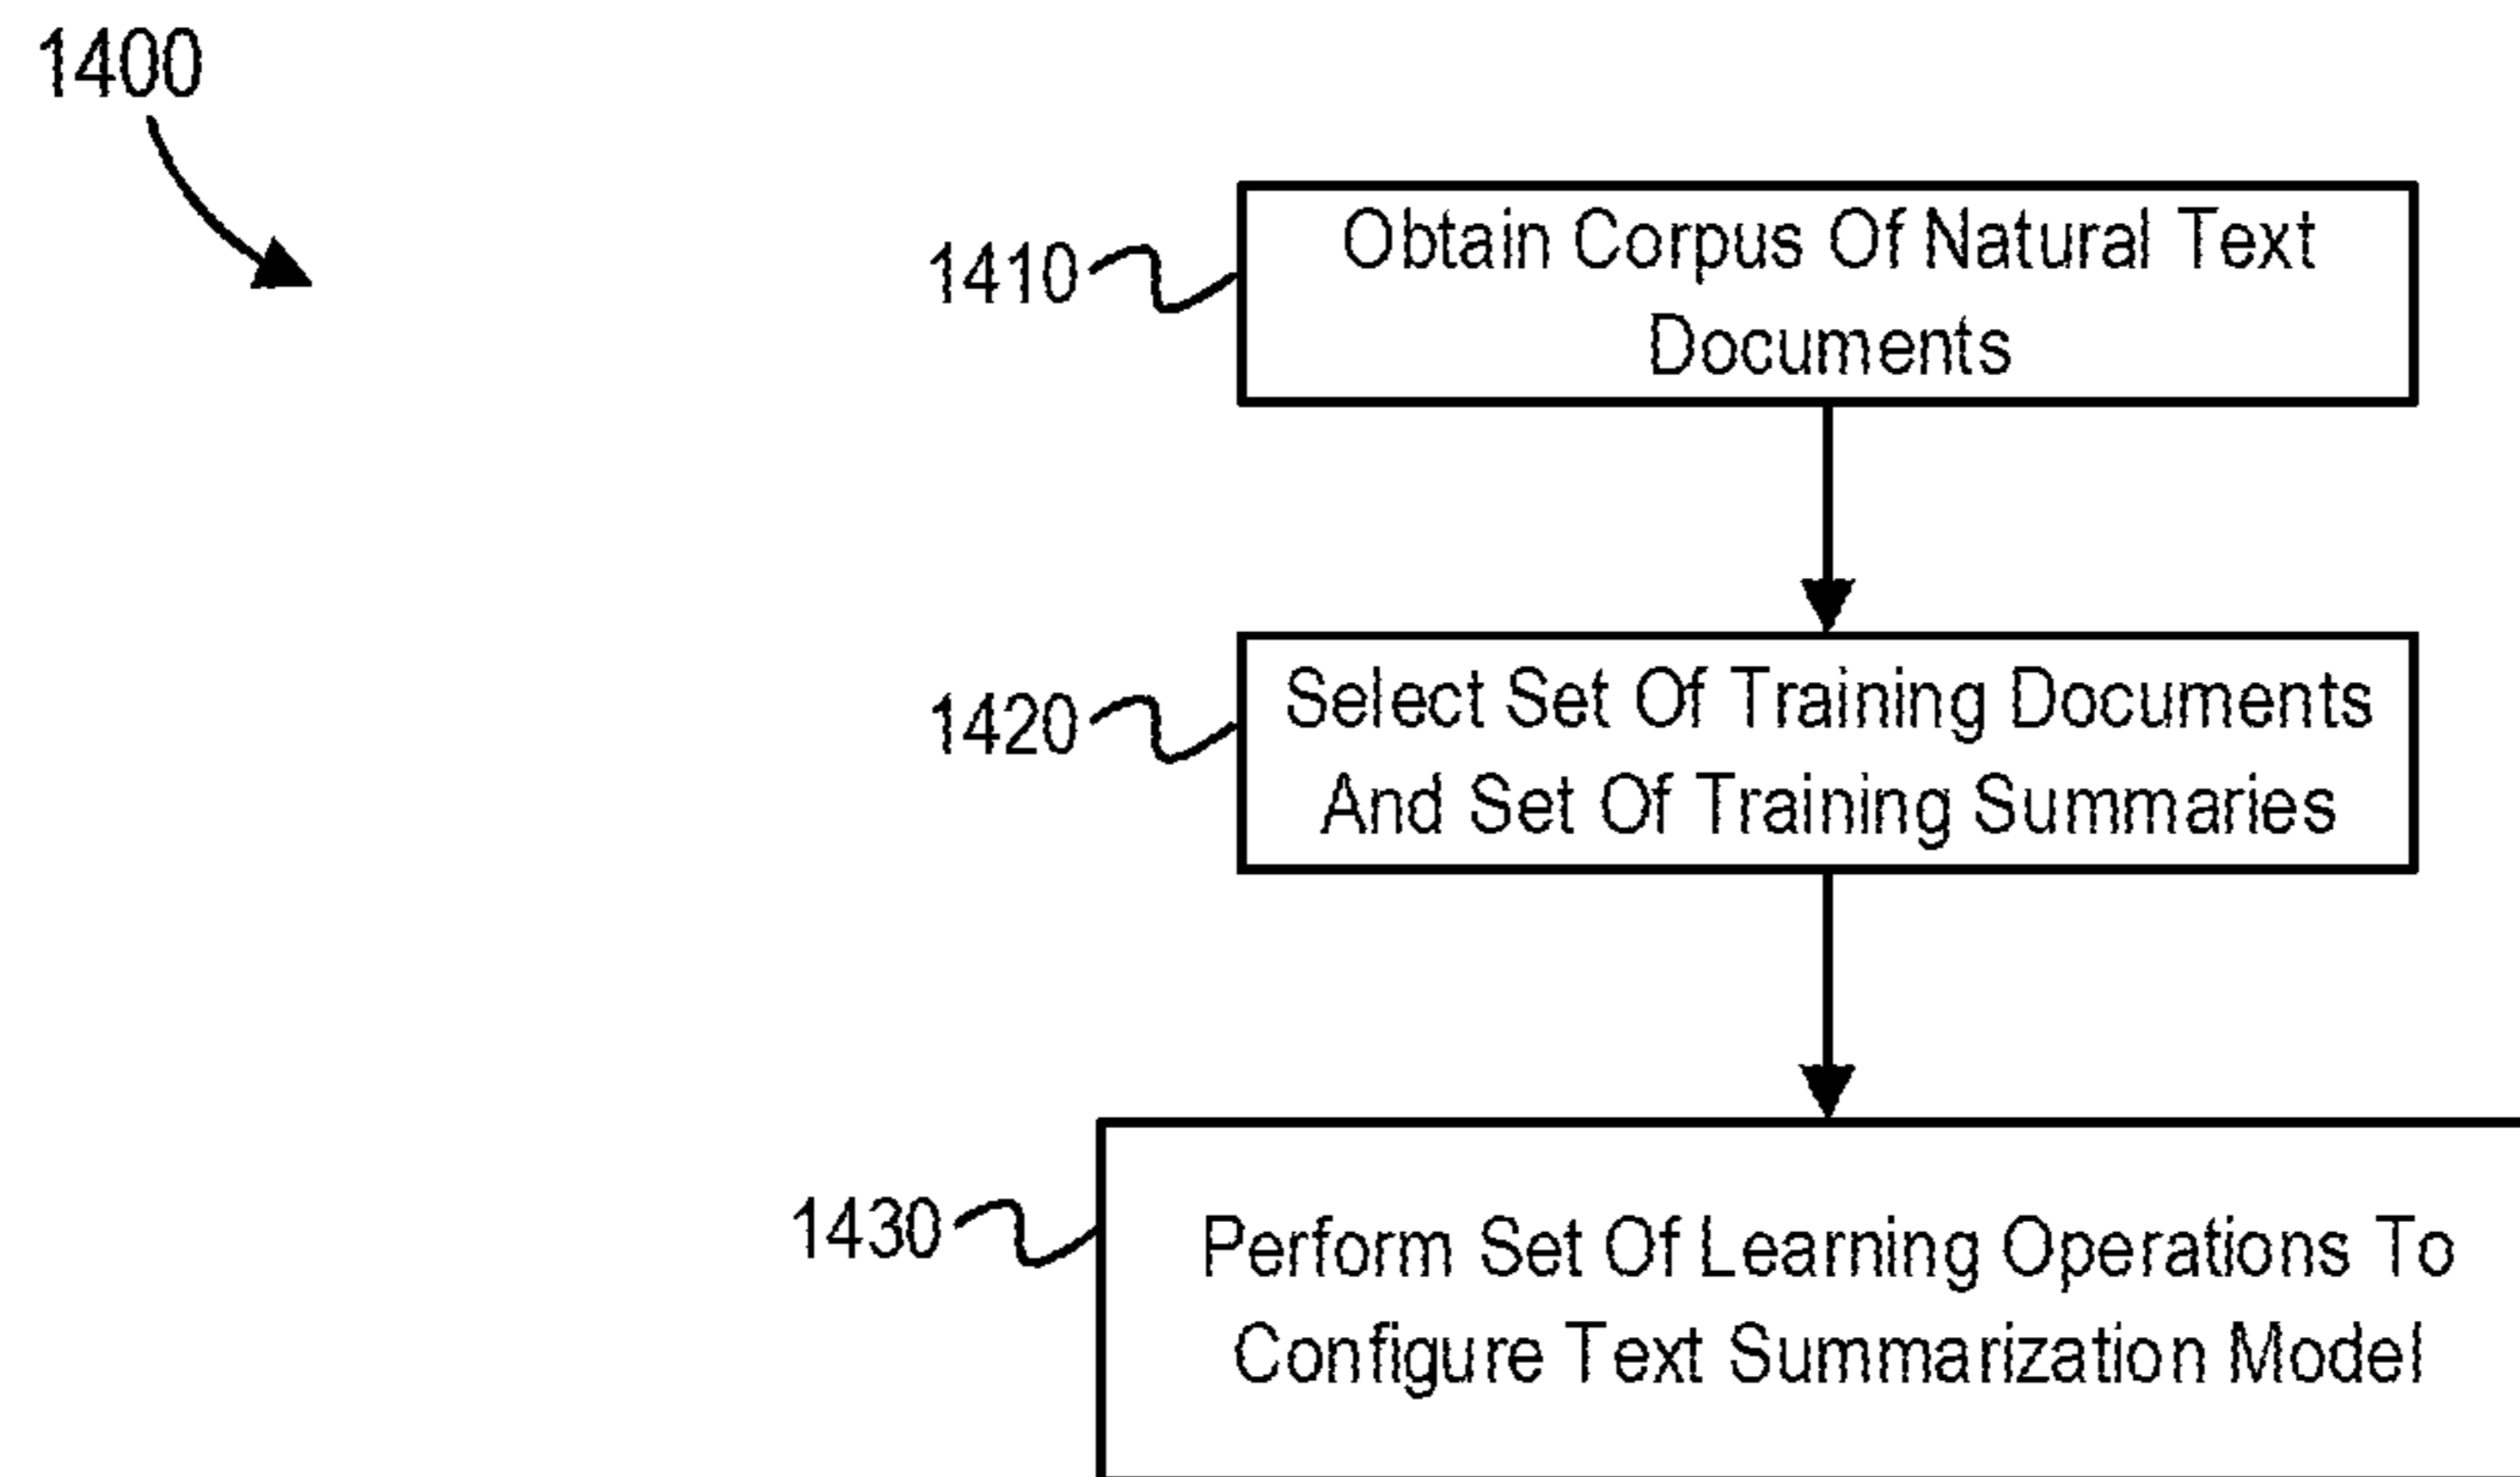 1400
1410
Obtain Corpus Of Natural Text
Documents
1420
Select Set Of Training Documents
And Set Of Training Summaries
1430
Perform Set Of Learning Operations To
Configure Text Summarization Model